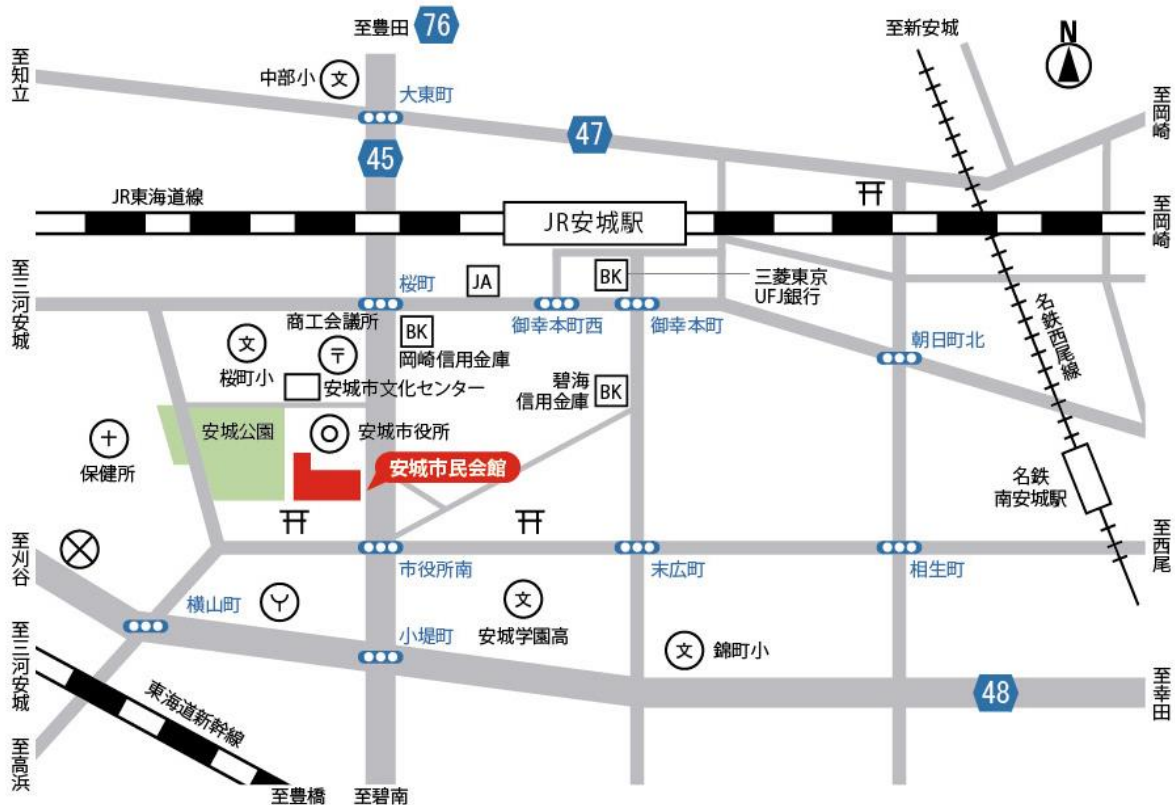 至豊田
76
至新安城
N
至知立
中部小
文
大東町
至岡崎
47
45
JR東海道線
JR安城駅
至岡崎
至三河安城
桜町
JA
BK
三菱東京
UFJ銀行
御幸本町西
御幸本町
商工会議所
BK
岡崎信用金庫
文
桜町小
〒
安城市文化センター
朝日町北
名鉄西尾線
碧海
信用金庫
BK
安城公園
安城市役所
保健所
安城市民会館
名鉄
南安城駅
至刈谷
至西尾
市役所南
末広町
相生町
横山町
文
安城学園高
小堤町
文
錦町小
至三河安城
至幸田
48
東海道新幹線
至高浜
至豊橋
至碧南